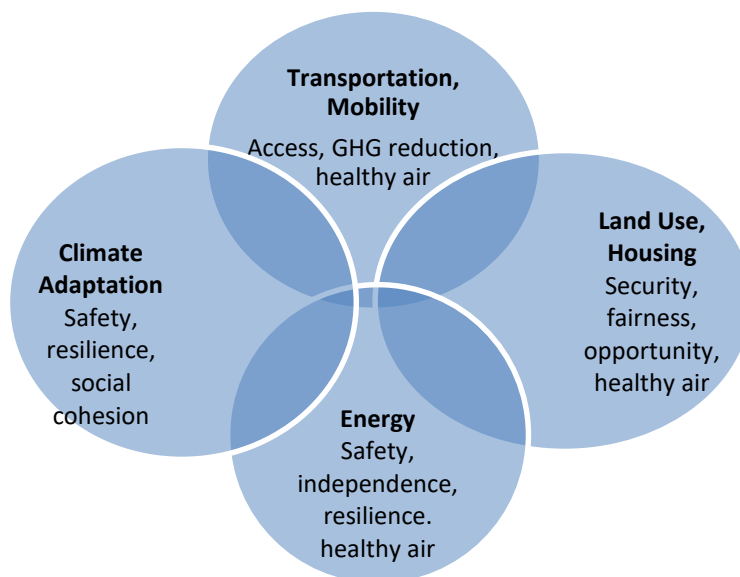 Transportation,
Mobility
Access, GHG reduction,
healthy air
Climate
Adaptation
Safety,
resilience,
social
cohesion
Land Use,
Housing
Security,
fairness,
opportunity,
healthy air
Energy
Safety,
independence,
resilience.
healthy air